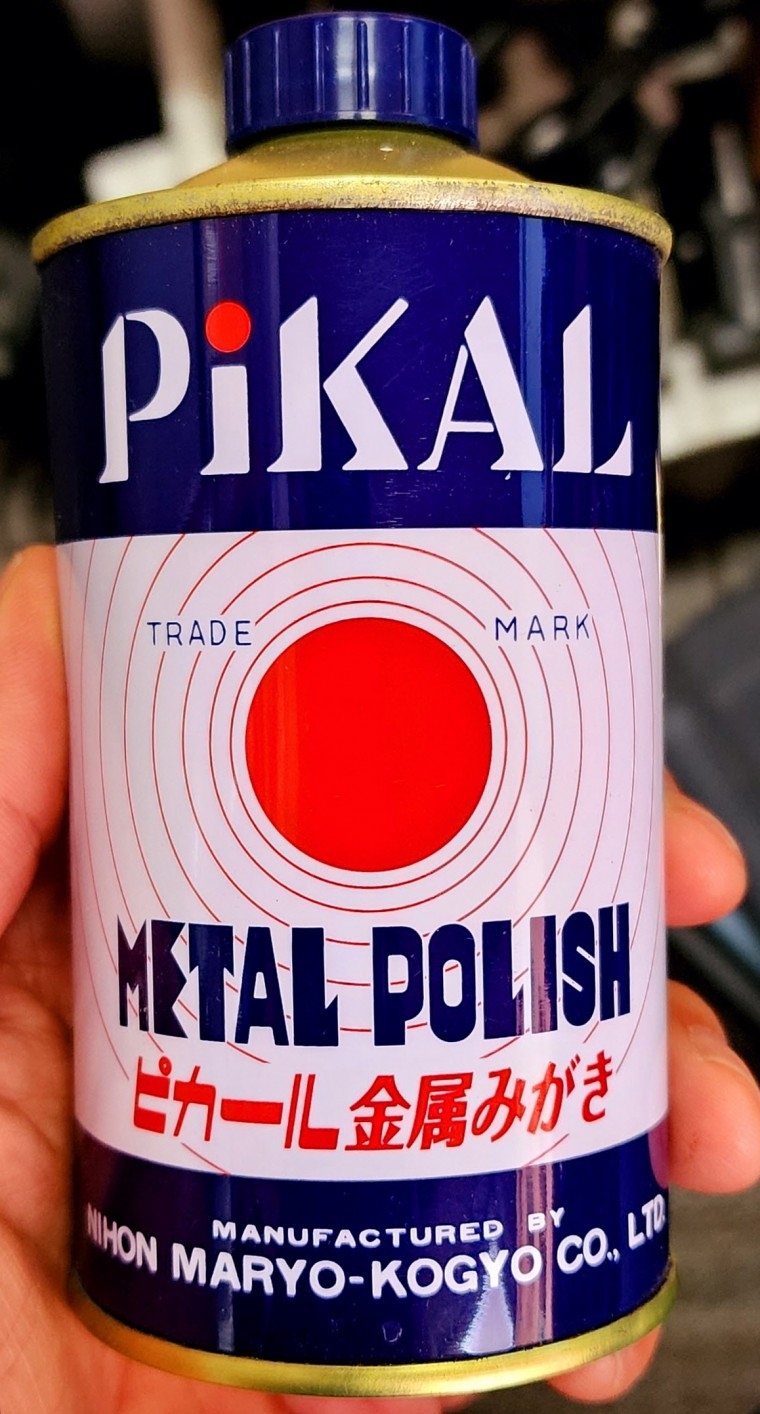 PiKAL
TRADE MARK
METAL POLISH
ピカール金属みがき
MANUFACTURED BY
NIHON MARYO-KOGYO CO., LTD.